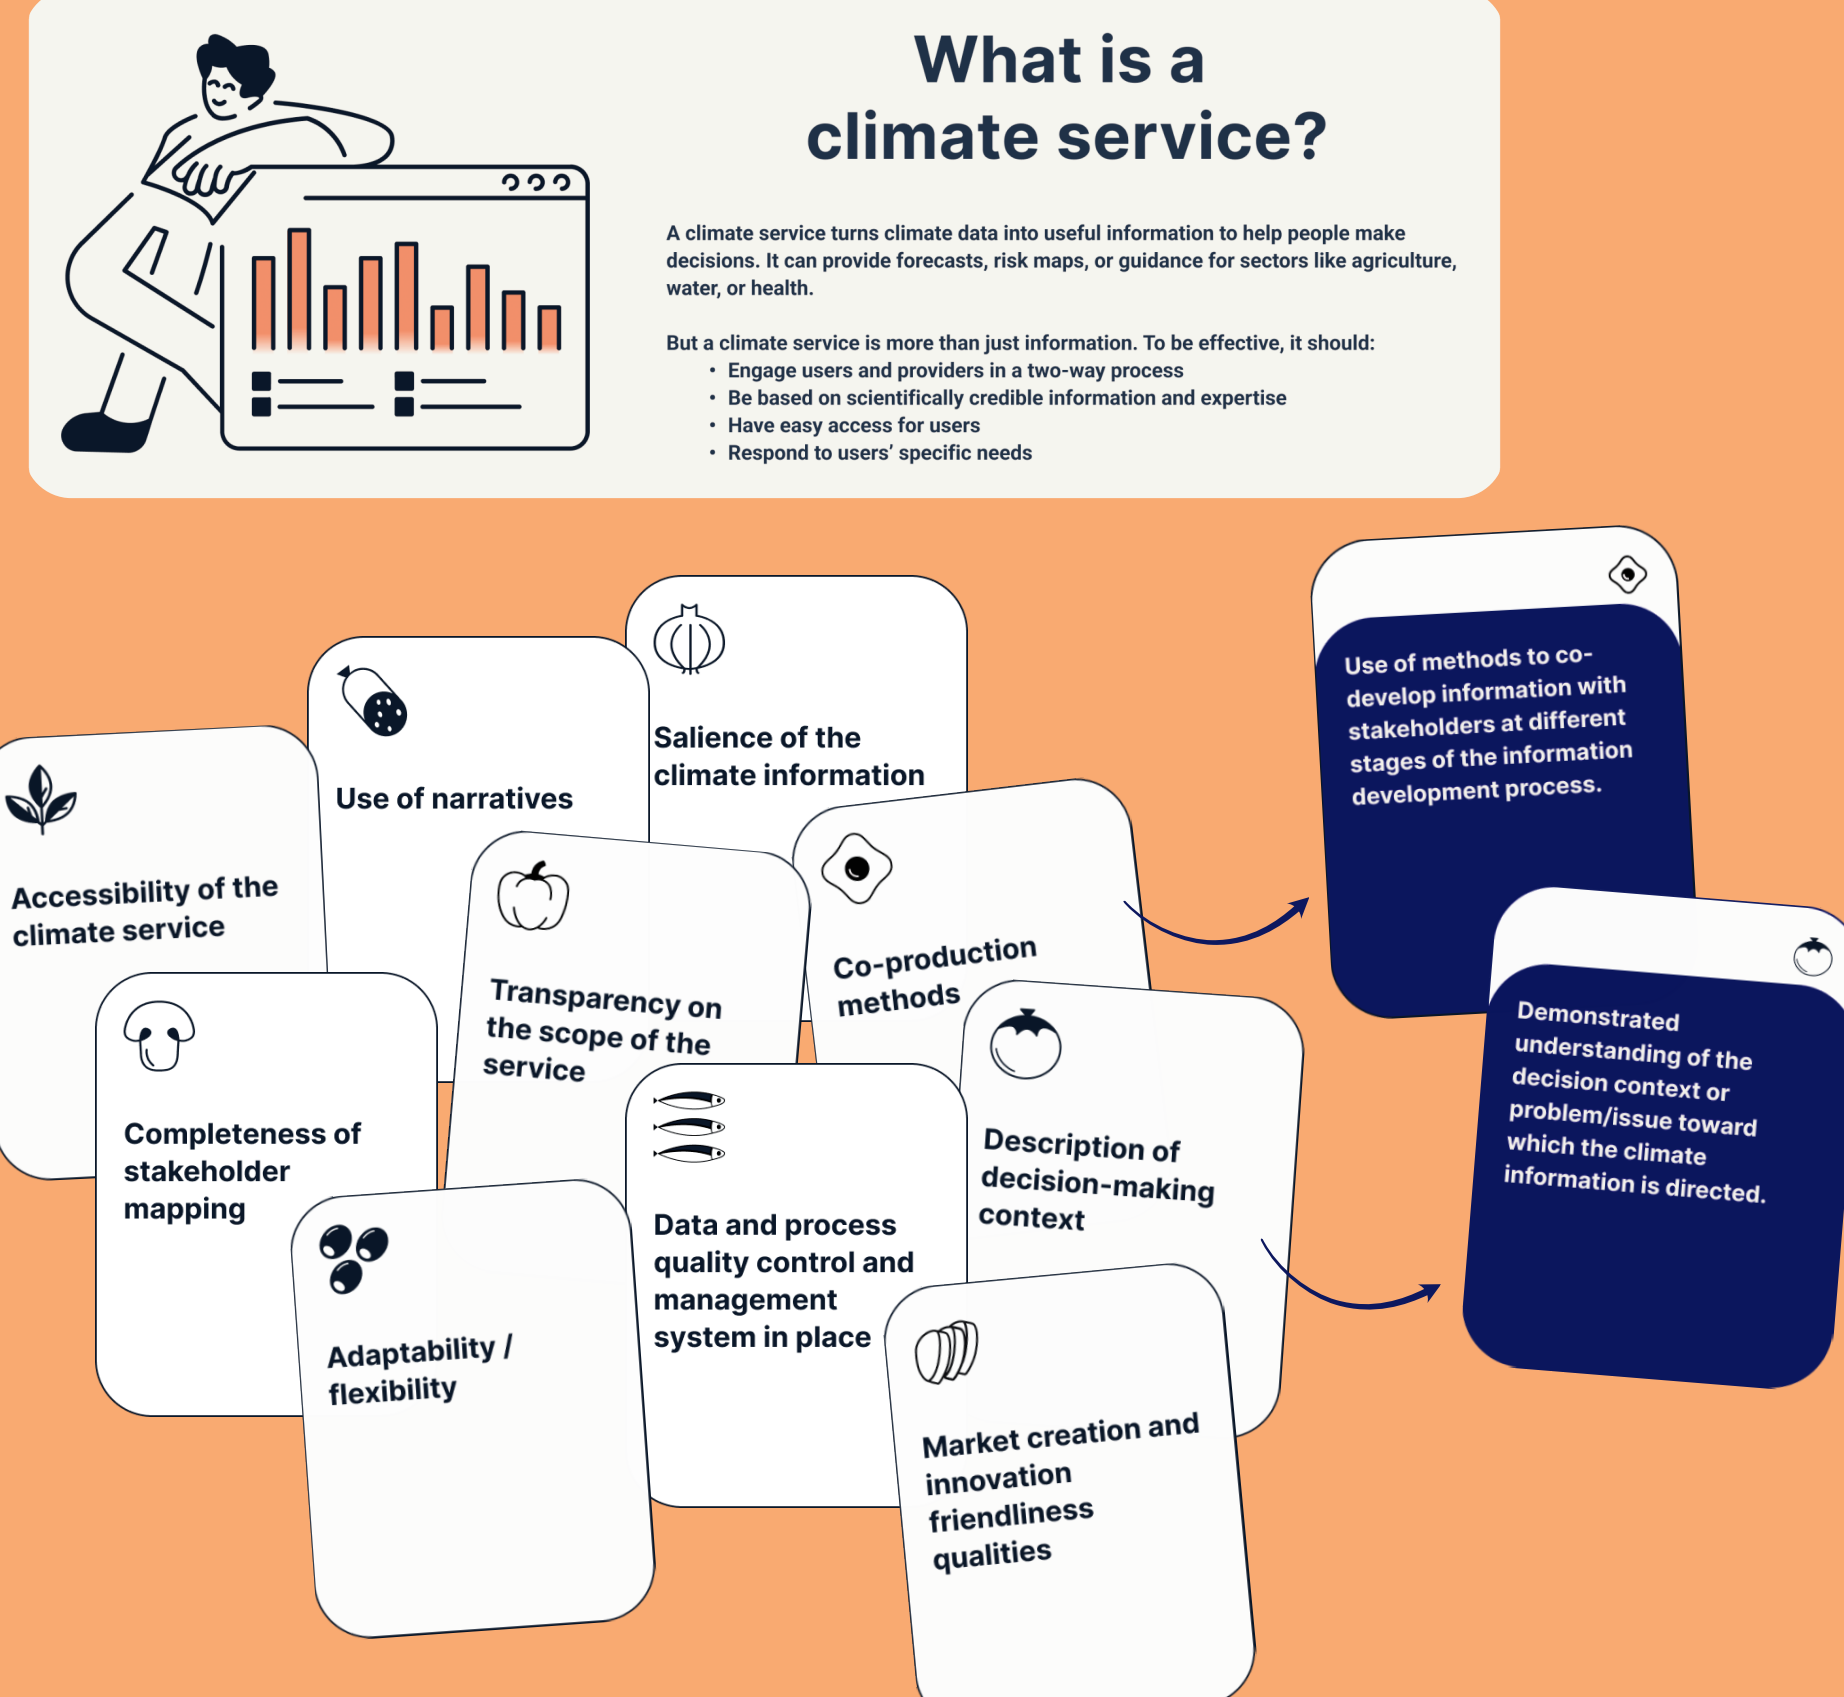 What is a
climate service?
A climate service turns climate data into useful information to help people make
decisions. It can provide forecasts, risk maps, or guidance for sectors like agriculture,
water, or health.
But a climate service is more than just information. To be effective, it should:
• Engage users and providers in a two-way process
• Be based on scientifically credible information and expertise
• Have easy access for users
• Respond to users’ specific needs
Salience of the
climate information
Use of narratives
Accessibility of the
climate service
Transparency on
the scope of the
service
Co-production
methods
Use of methods to co-
develop information with
stakeholders at different
stages of the information
development process.
Completeness of
stakeholder
mapping
Data and process
quality control and
management
system in place
Description of
decision-making
context
Demonstrated
understanding of the
decision context or
problem/issue toward
which the climate
information is directed.
Adaptability /
flexibility
Market creation and
innovation
friendliness
qualities